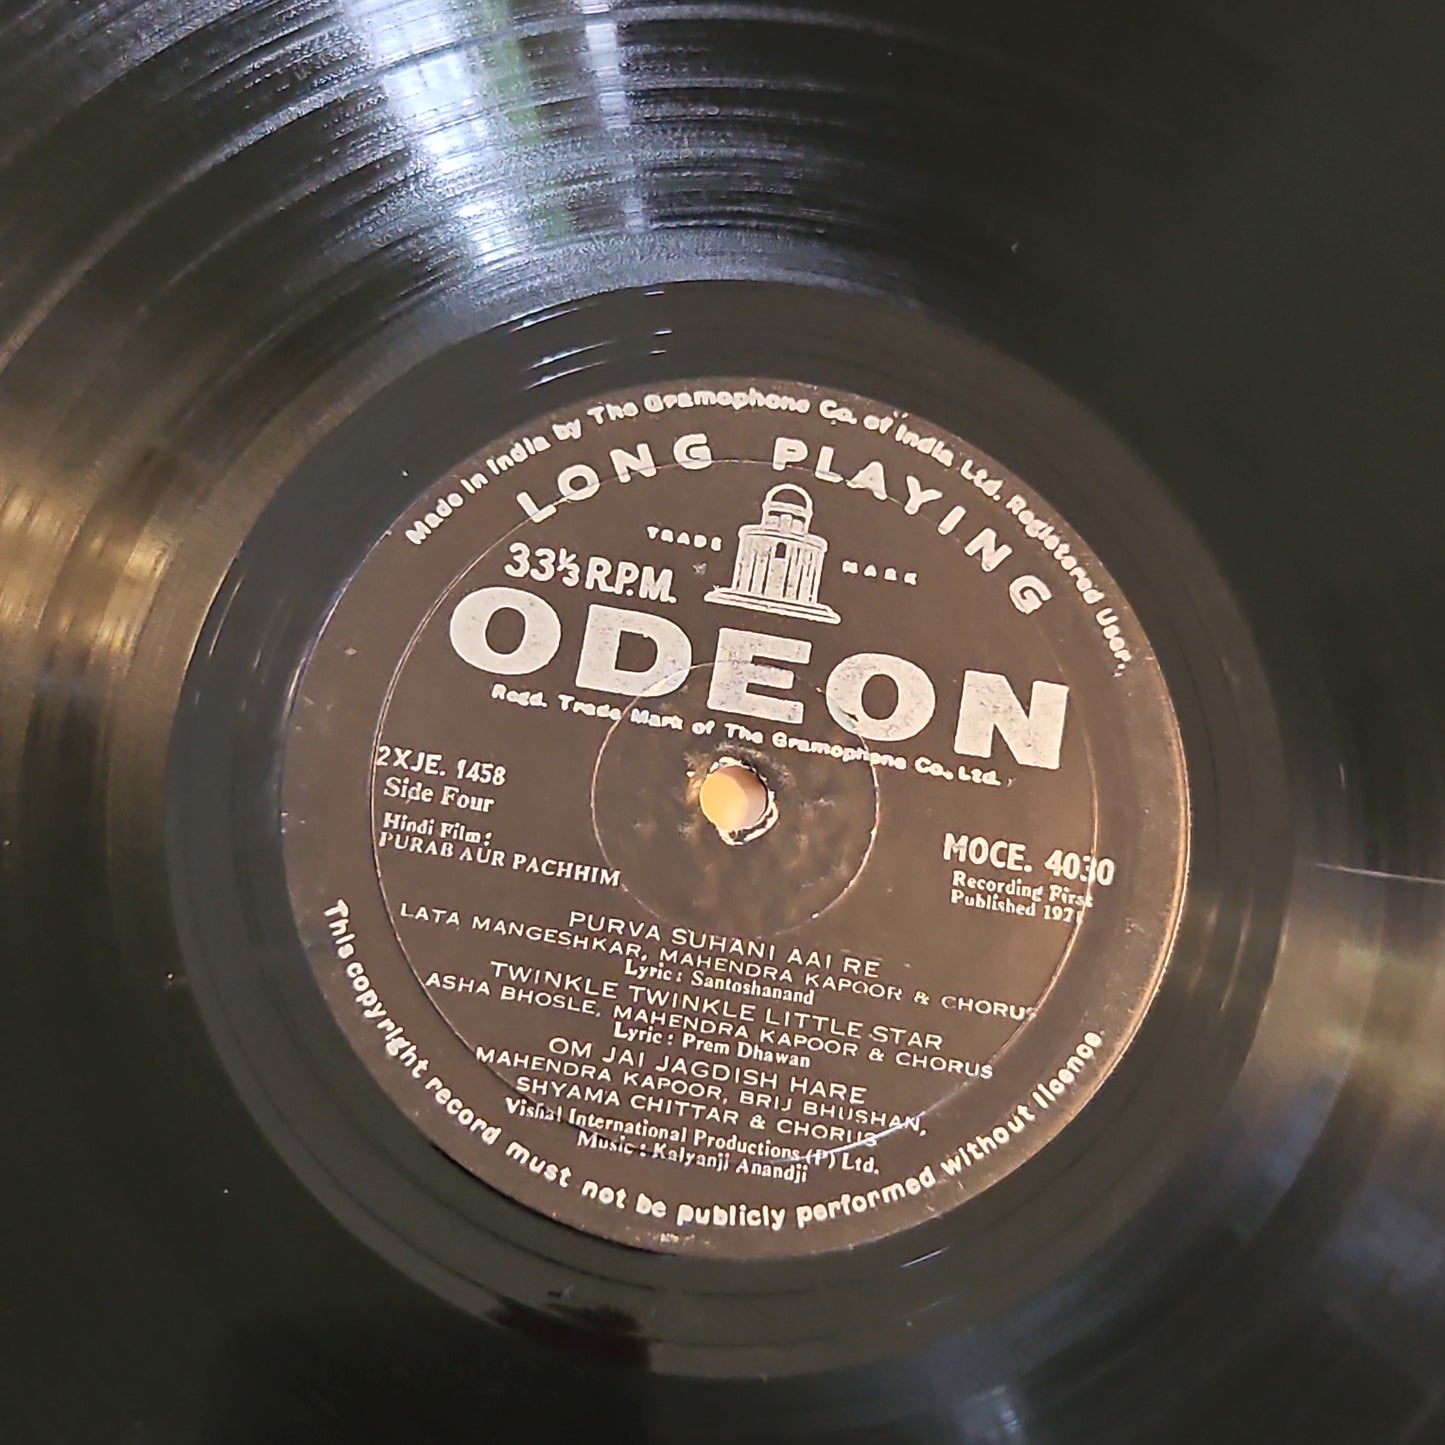 Made in India by The Gramophone Co. of India Ltd. Registered User.
LONG PLAYING
TRADE MARK
33⅓ R.P.M.
ODEON
Regd. Trade Mark of The Gramophone Co., Ltd.
2XJE. 1458
Side Four
Hindi Film:
PURAB AUR PACHHIM
MOCE. 4030
Recording First
Published
PURVA SUHANI AAI RE
LATA MANGESHKAR, MAHENDRA KAPOOR & CHORUS
Lyric: Santoshanand
TWINKLE TWINKLE LITTLE STAR
ASHA BHOSLE, MAHENDRA KAPOOR & CHORUS
Lyric: Prem Dhawan
OM JAI JAGDISH HARE
MAHENDRA KAPOOR, BRIJ BHUSHAN,
SHYAMA CHITTAR & CHORUS
Vishal International Productions (P) Ltd.
Music: Kalyanji Anandji
This copyright record must not be publicly performed without licence.